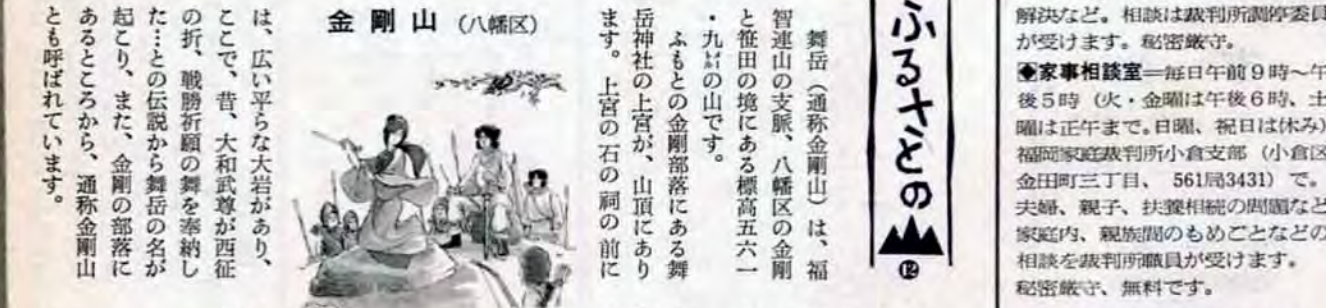 解決など。相談は裁判所調停委員
が受けます。秘密厳守。
◆家事相談室=毎日午前9時~午
後5時(火・金曜は午後6時、土
曜は正午まで。日曜、祝日は休み)
福岡家庭裁判所小倉支部(小倉区
金田町三丁目、561局3431)で。
夫婦、親子、扶養相続の問題など
家庭内、親族間のもめごとなどの
相談を裁判所職員が受けます。
秘密厳守、無料です。
ふるさとの
⑫
舞岳(通称金剛山)は、福
智連山の支脈、八幡区の金剛
と笹田の境にある標高五六一
・九㍍の山です。
ふもとの金剛部落にある舞
岳神社の上宮が、山頂にあり
ます。上宮の石の祠の前に
金剛山(八幡区)
は、広い平らな大岩があり、
ここで、昔、大和武尊が西征
の折、戦勝祈願の舞を奉納し
た…との伝説から舞岳の名が
起こり、また、金剛の部落に
あるところから、通称金剛山
とも呼ばれています。